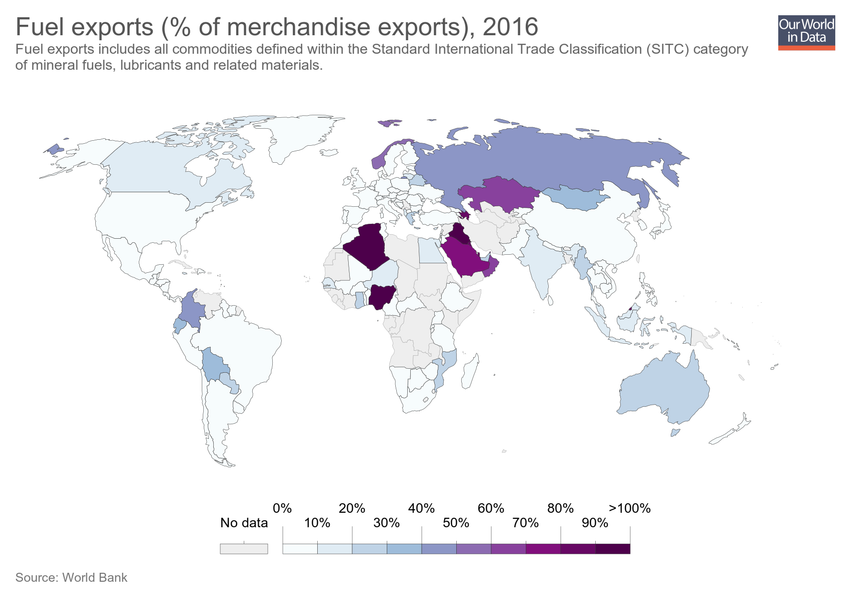 Fuel exports (% of merchandise exports), 2016
Our World
in Data
Fuel exports includes all commodities defined within the Standard International Trade Classification (SITC) category
of mineral fuels, lubricants and related materials.
0% 20% 40% 60% 80% >100%
No data 10% 30% 50% 70% 90%
Source: World Bank